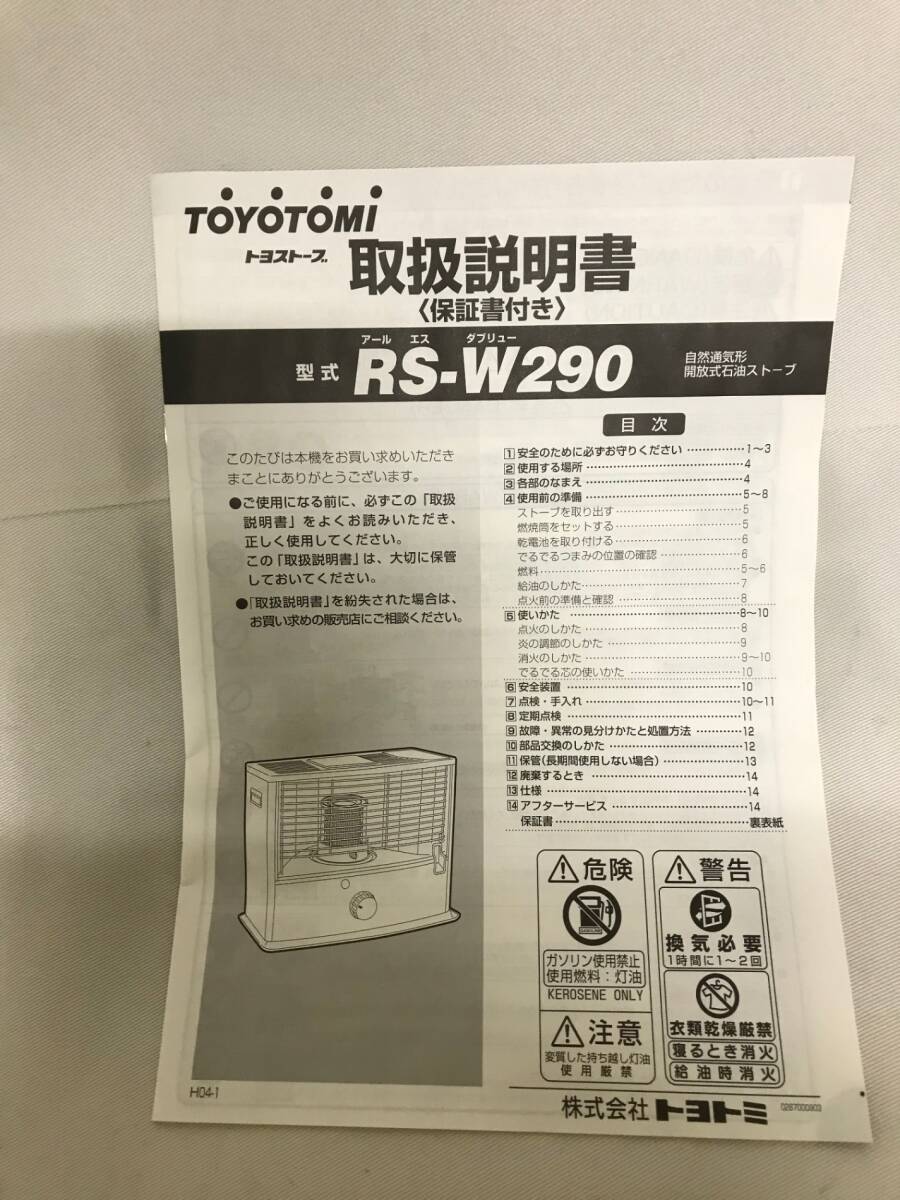 TOYOTOMi
トヨストーブ
取扱説明書
〈保証書付き〉
アール エス ダブリュー
型式 RS-W290
自然通気形
開放式石油ストーブ
このたびは本機をお買い求めいただき
まことにありがとうございます。
●ご使用になる前に、必ずこの「取扱
説明書」をよくお読みいただき、
正しく使用してください。
この「取扱説明書」は、大切に保管
しておいてください。
●「取扱説明書」を紛失された場合は、
お買い求めの販売店にご相談ください。
目次
1 安全のために必ずお守りください ……………1～3
2 使用する場所 ……………4
3 各部のなまえ ……………4
4 使用前の準備 ……………5～8
ストーブを取り出す ……………5
燃焼筒をセットする ……………5
乾電池を取り付ける ……………6
でるでるつまみの位置の確認 ……………6
燃料 ……………5～6
給油のしかた ……………7
点火前の準備と確認 ……………8
5 使いかた ……………8～10
点火のしかた ……………8
炎の調節のしかた ……………9
消火のしかた ……………9～10
でるでる芯の使いかた ……………10
6 安全装置 ……………10
7 点検・手入れ ……………10～11
8 定期点検 ……………11
9 故障・異常の見分けかたと処置方法 …………12
10 部品交換のしかた ……………12
11 保管(長期間使用しない場合) ……………13
12 廃棄するとき ……………14
13 仕様 ……………14
14 アフターサービス ……………14
保証書 ……………裏表紙
危険
GASOLINE
ガソリン使用禁止
使用燃料：灯油
KEROSENE ONLY
注意
変質した持ち越し灯油
使用厳禁
警告
換気必要
1時間に1～2回
衣類乾燥厳禁
寝るとき消火
給油時消火
H04-1
株式会社トヨトミ
0267000803